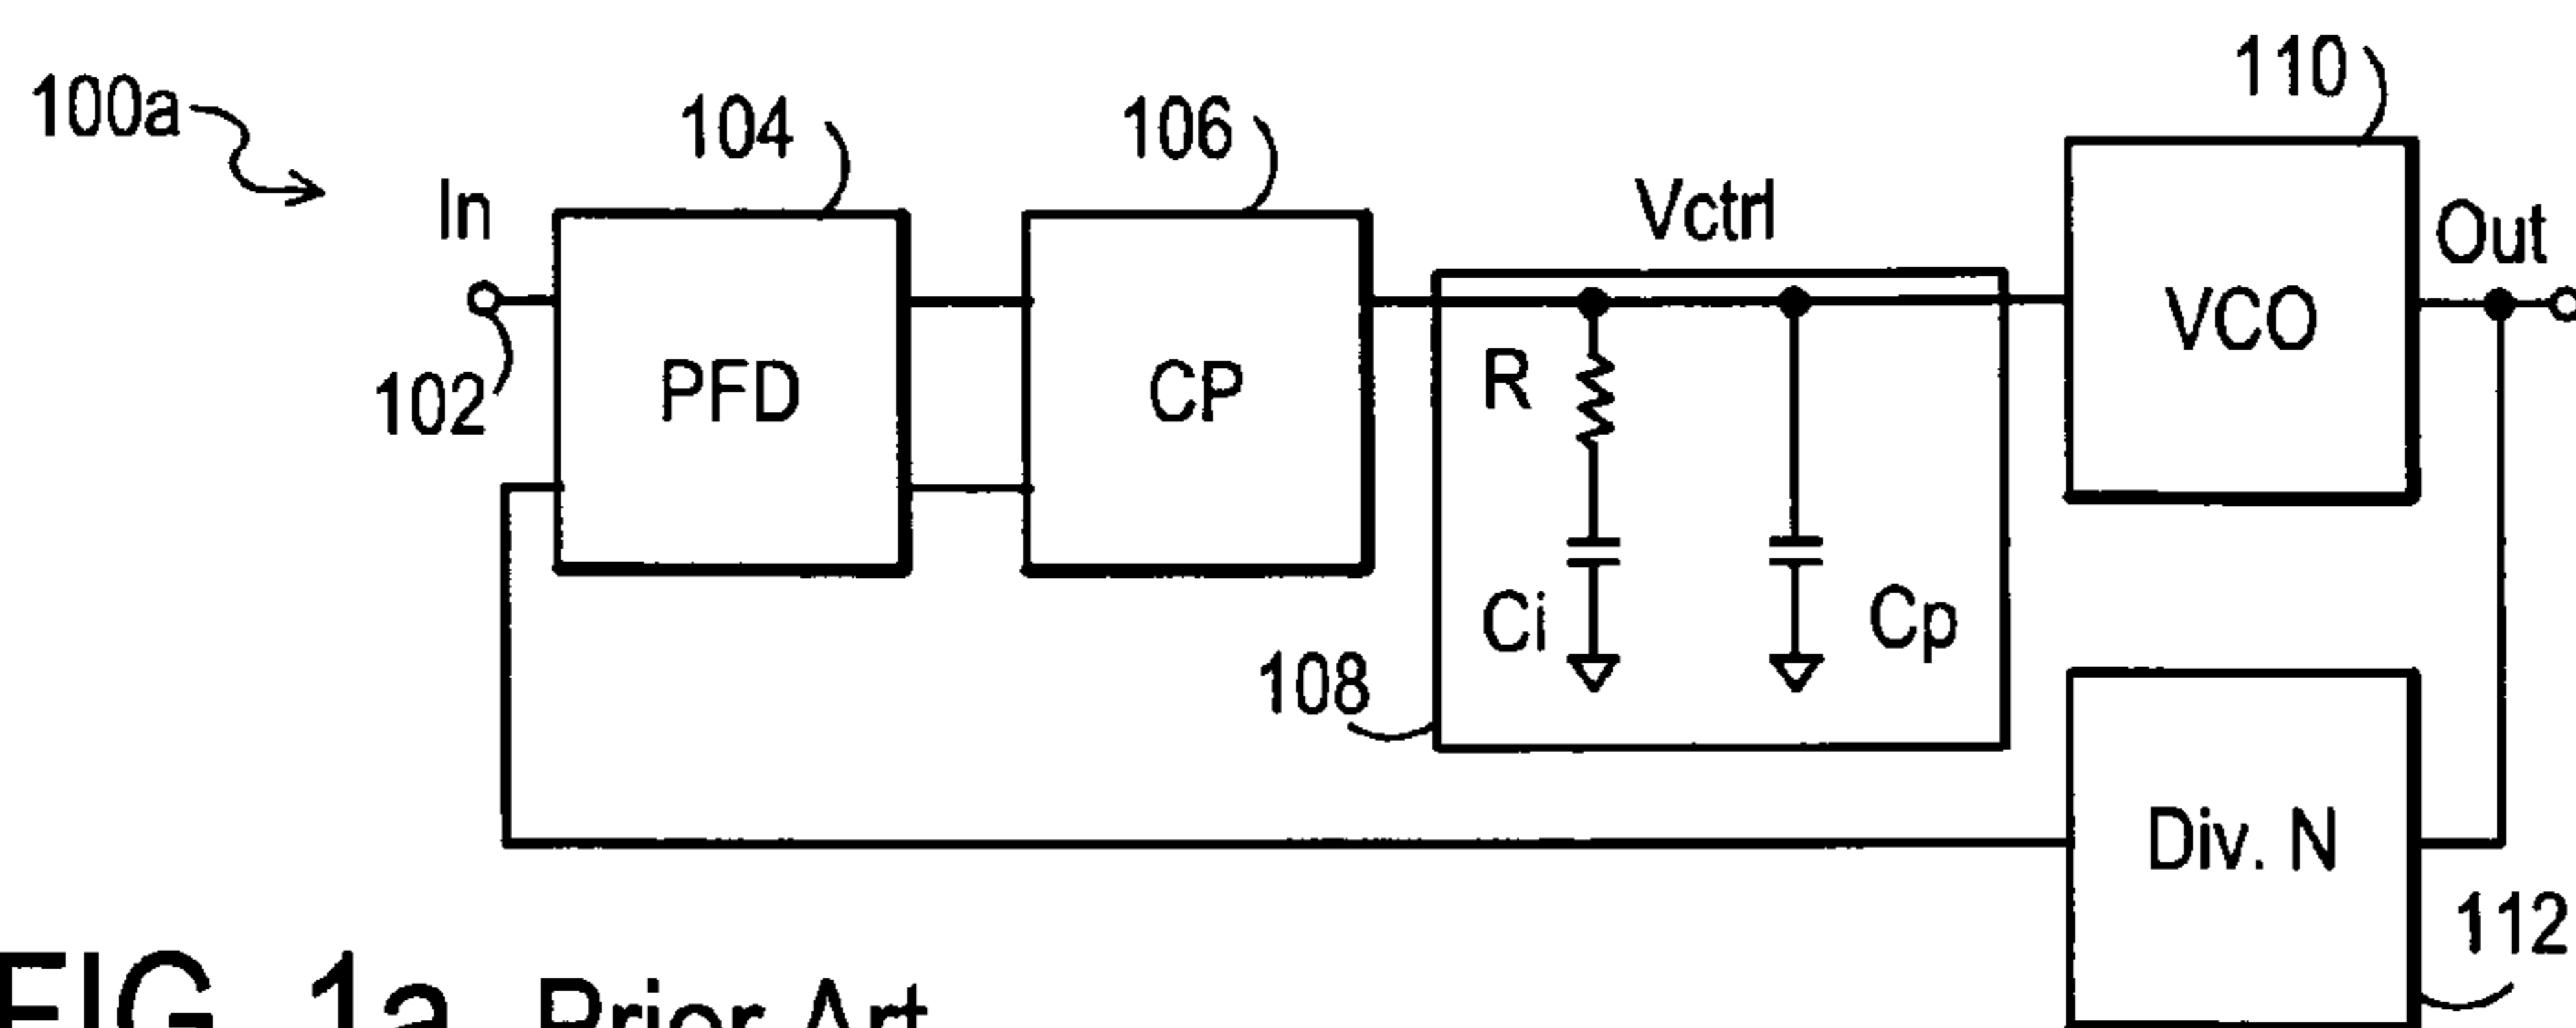 100a
104
106
110
In
Vctrl
Out
102
PFD
CP
R
VCO
Ci
Cp
108
Div. N
112
FIG. 1a Prior Art